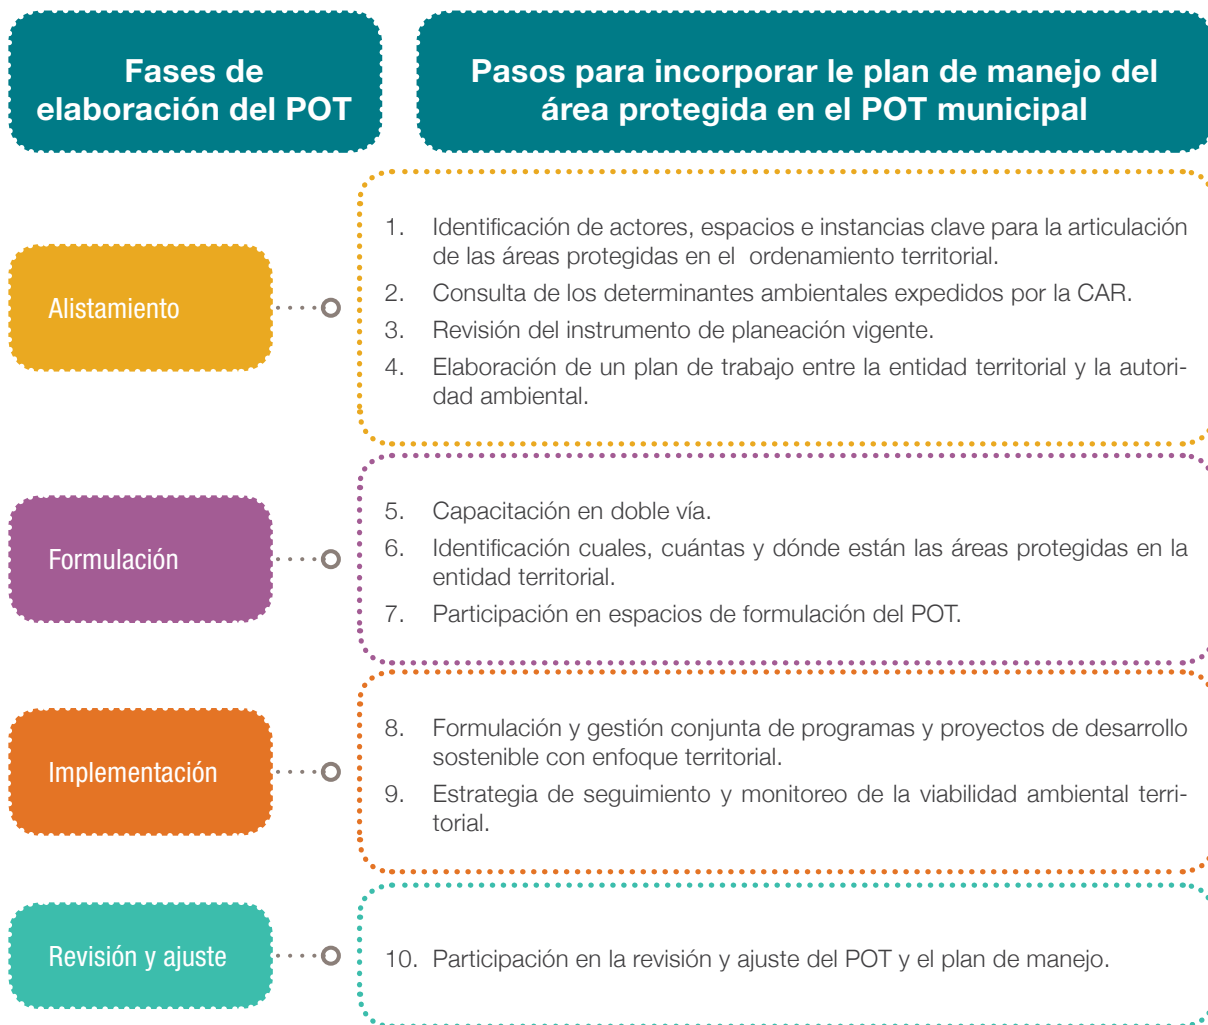 Fases de
elaboración del POT
Pasos para incorporar le plan de manejo del
área protegida en el POT municipal
Alistamiento
1. Identificación de actores, espacios e instancias clave para la articulación
de las áreas protegidas en el ordenamiento territorial.
2. Consulta de los determinantes ambientales expedidos por la CAR.
3. Revisión del instrumento de planeación vigente.
4. Elaboración de un plan de trabajo entre la entidad territorial y la autori-
dad ambiental.
Formulación
5. Capacitación en doble vía.
6. Identificación cuales, cuántas y dónde están las áreas protegidas en la
entidad territorial.
7. Participación en espacios de formulación del POT.
Implementación
8. Formulación y gestión conjunta de programas y proyectos de desarrollo
sostenible con enfoque territorial.
9. Estrategia de seguimiento y monitoreo de la viabilidad ambiental terri-
torial.
Revisión y ajuste
10. Participación en la revisión y ajuste del POT y el plan de manejo.